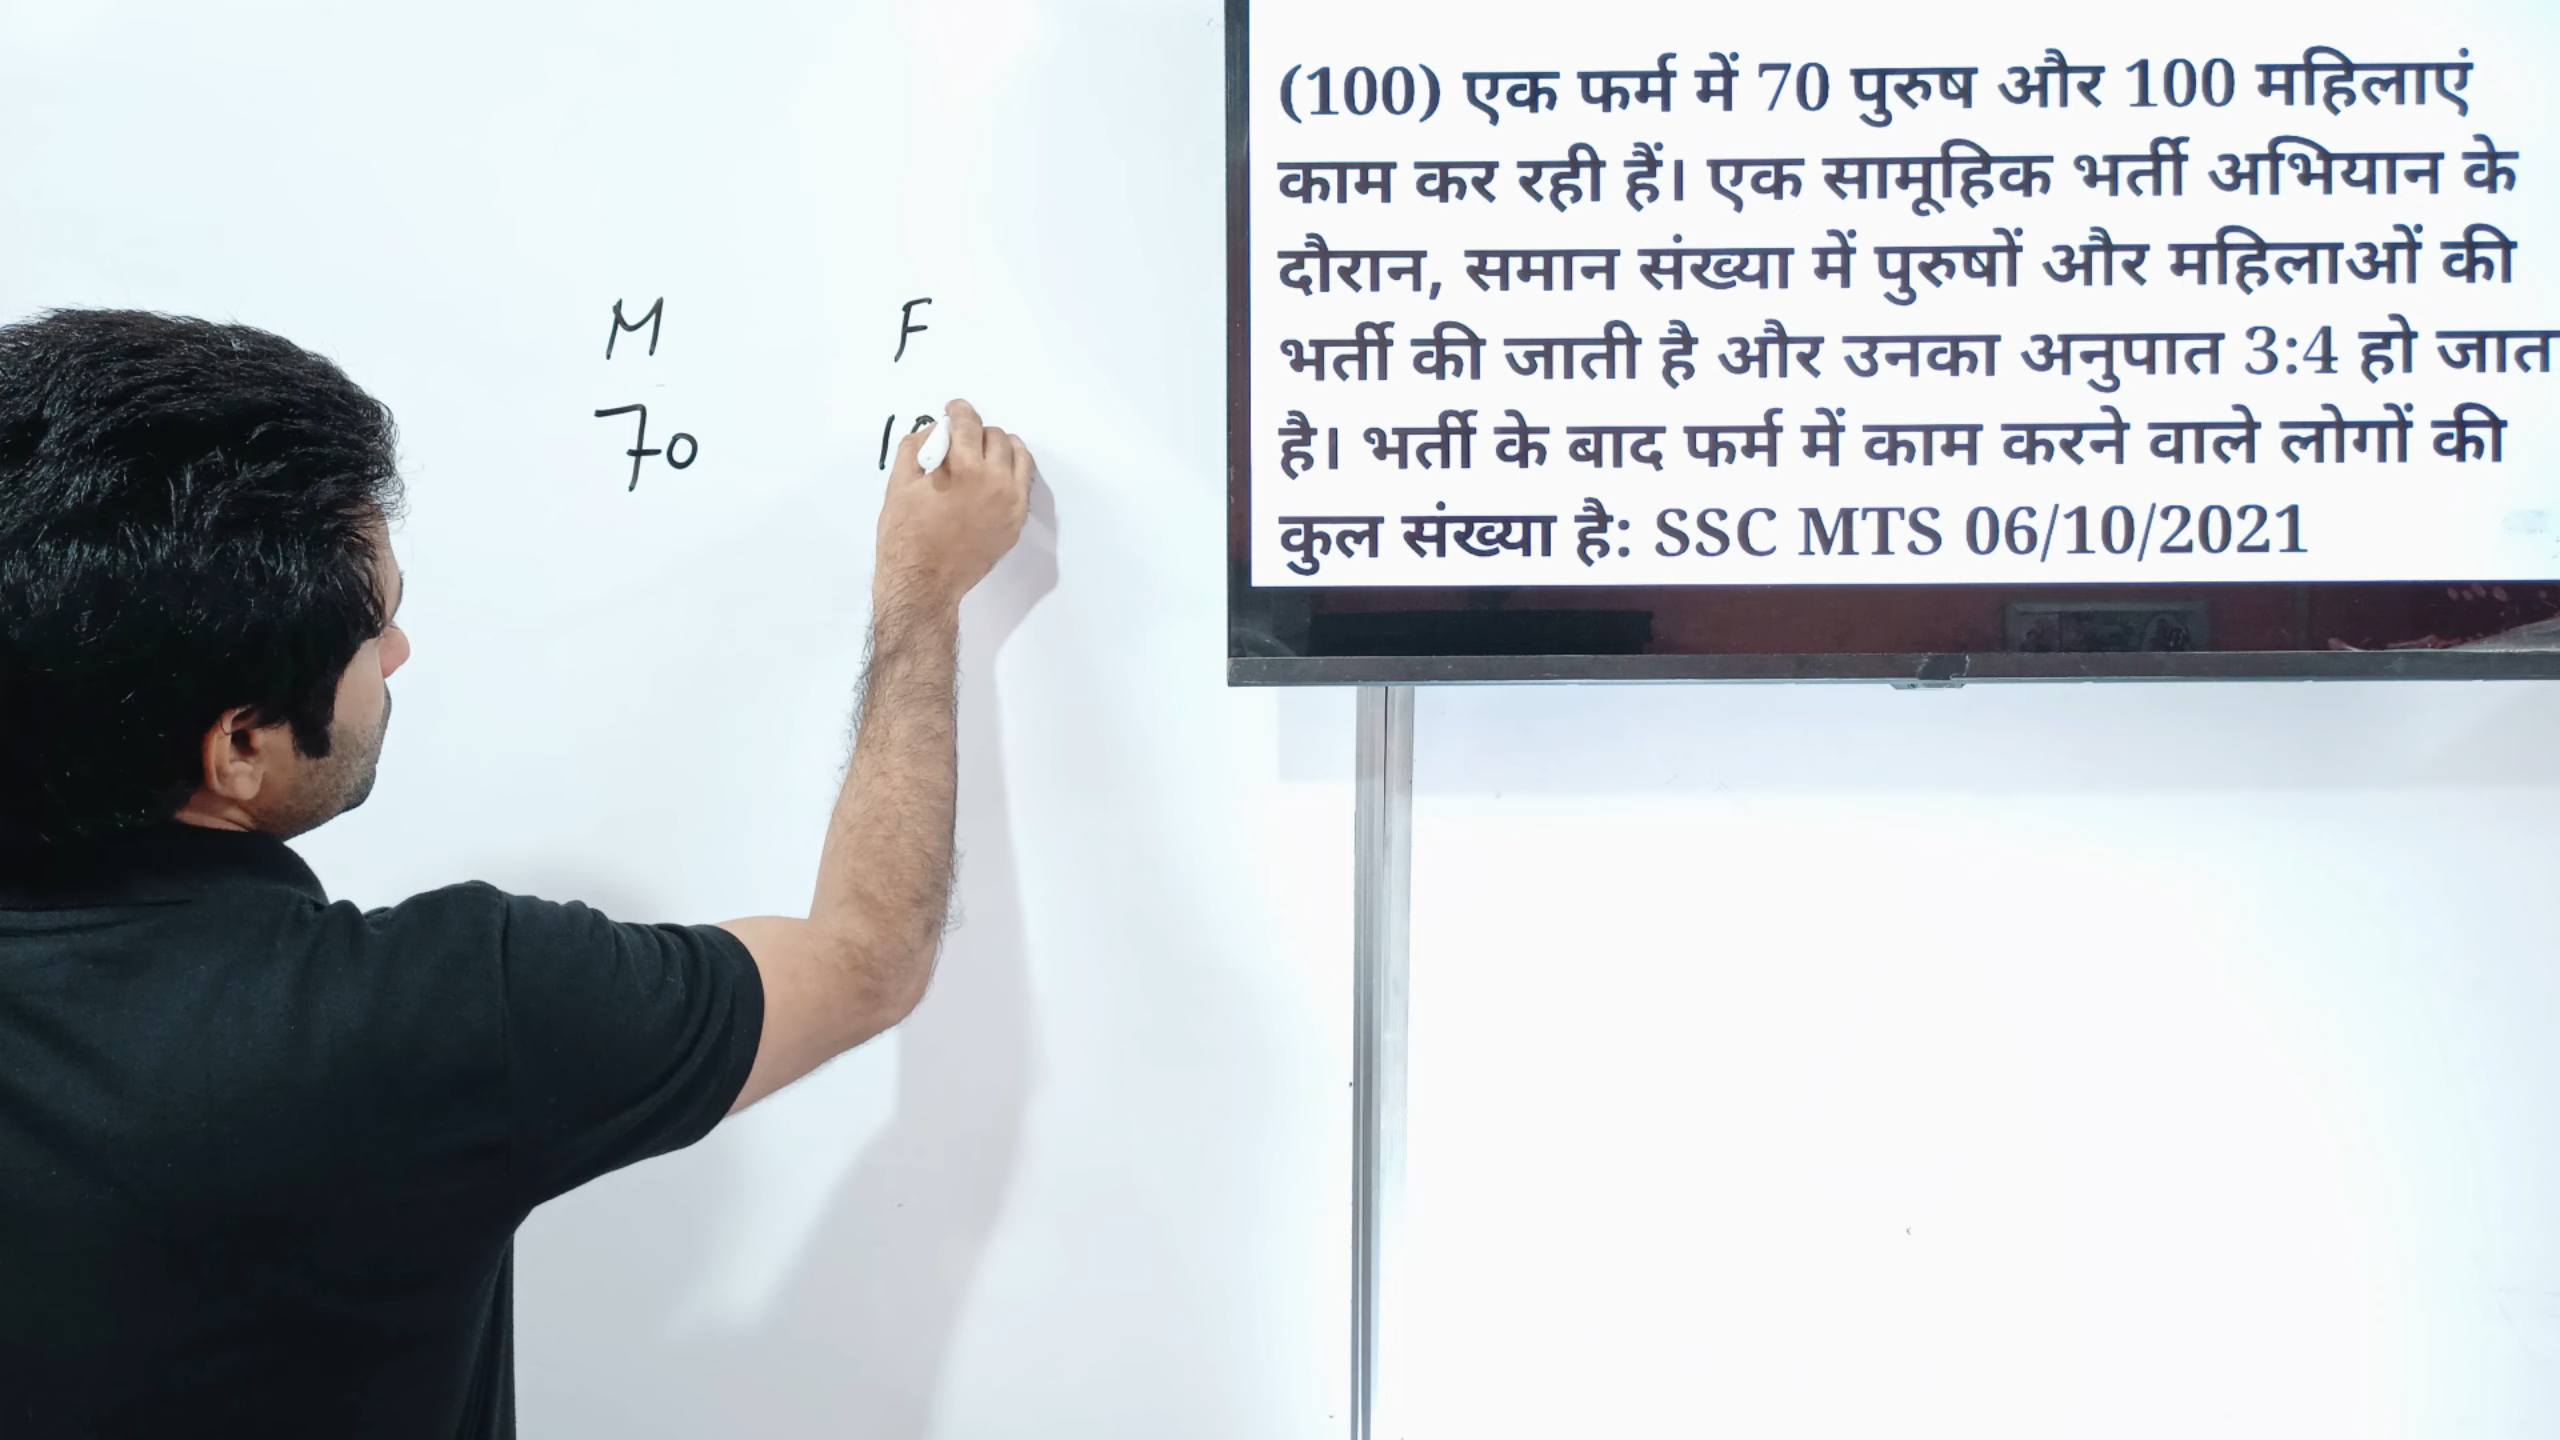 M F
70 10
(100) एक फर्म में 70 पुरुष और 100 महिलाएं
काम कर रही हैं। एक सामूहिक भर्ती अभियान के
दौरान, समान संख्या में पुरुषों और महिलाओं की
भर्ती की जाती है और उनका अनुपात 3:4 हो जात
है। भर्ती के बाद फर्म में काम करने वाले लोगों की
कुल संख्या है: SSC MTS 06/10/2021